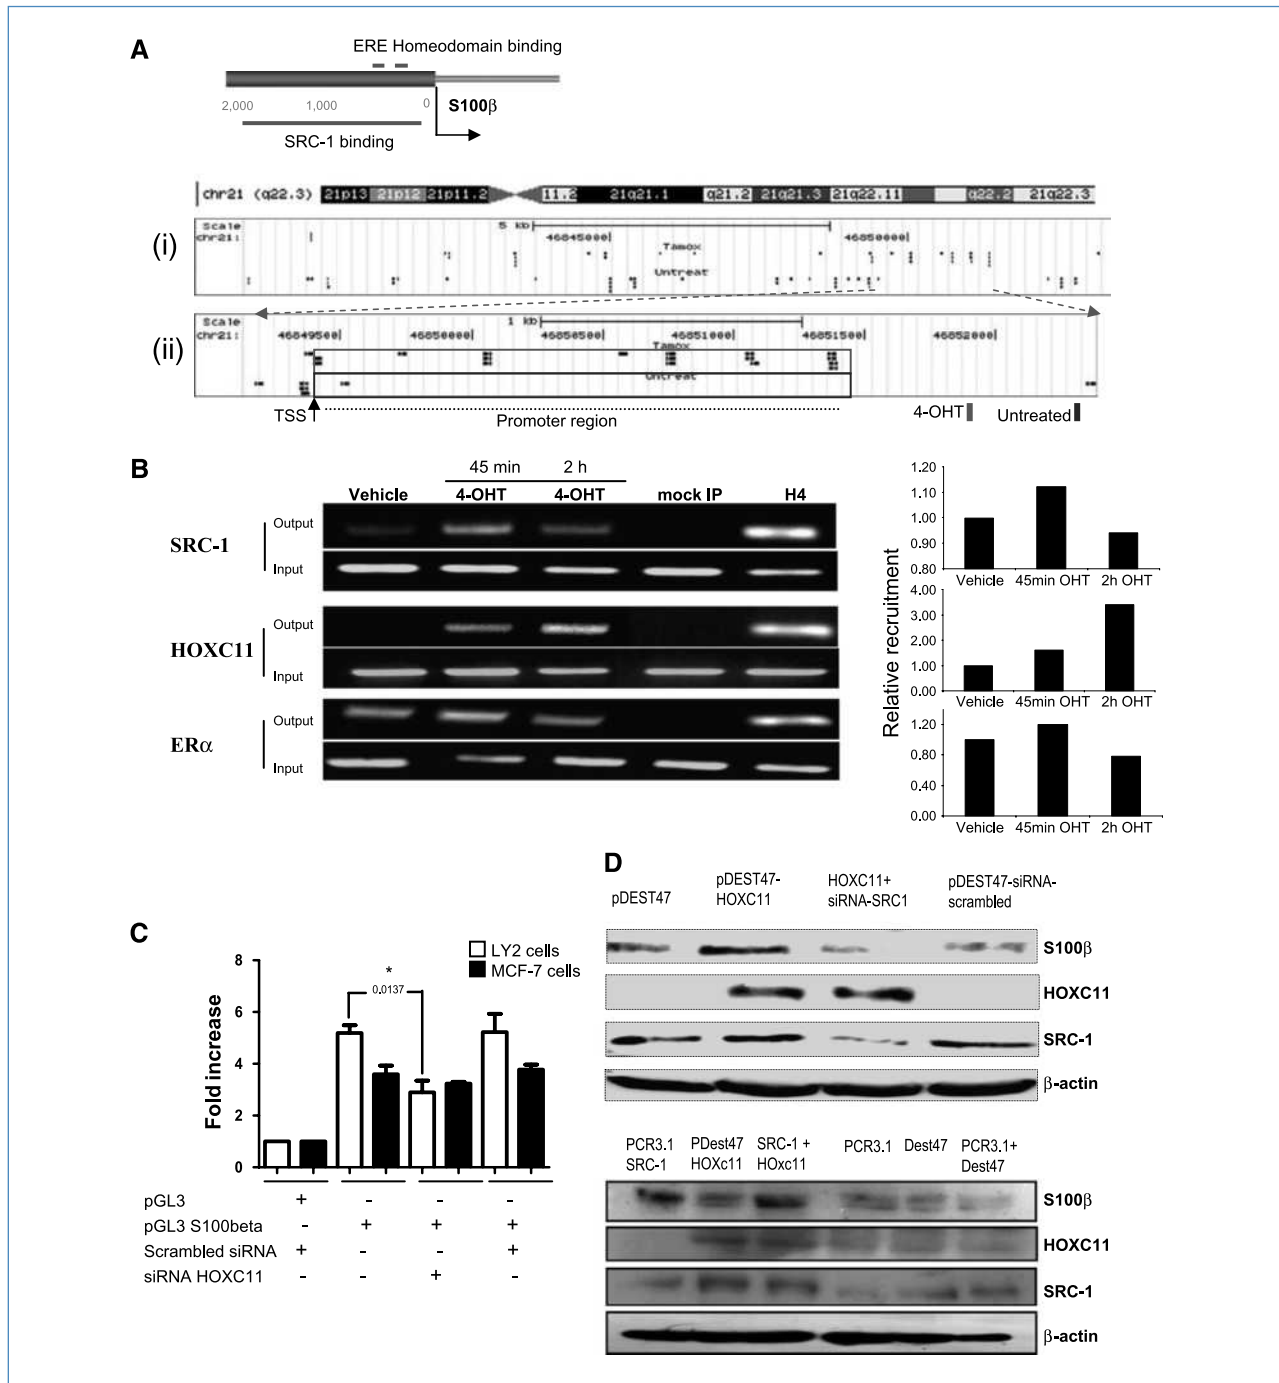 A
ERE Homeodomain binding
2,000 1,000 0 S100β
SRC-1 binding
chr21 (q22.3) 21p13 21p12 21p11.2 11.2 21q21.1 q21.2 21q21.3 21q22.11 q22.2 21q22.3
(i)
Scale 5 kb
chr21: 46845000 46850000
Tamox
Untreat
(ii)
Scale 1 kb
chr21: 46849500 46850000 46850500 46851000 46851500 46852000
Tamox
Untreat
TSS Promoter region 4-OHT Untreated
B
45 min 2 h
Vehicle 4-OHT 4-OHT mock IP H4
SRC-1 Output
Input
HOXC11 Output
Input
ERα Output
Input
Relative recruitment
1.20
1.10
1.00
0.90
0.80
Vehicle 45min OHT 2h OHT
4.00
3.00
2.00
1.00
0.00
Vehicle 45min OHT 2h OHT
1.20
0.80
0.40
0.00
Vehicle 45min OHT 2h OHT
C
LY2 cells
MCF-7 cells
Fold increase
8
6
4
2
0
*
0.0137
pGL3 + - - -
pGL3 S100beta - + + +
Scrambled siRNA + - - +
siRNA HOXC11 - - + -
D
pDEST47 pDEST47-HOXC11 HOXC11+siRNA-SRC1 pDEST47-siRNA-scrambled
S100β
HOXC11
SRC-1
β-actin
PCR3.1 SRC-1 PDest47 HOXc11 SRC-1 + HOxc11 PCR3.1 Dest47 PCR3.1+ Dest47
S100β
HOXC11
SRC-1
β-actin